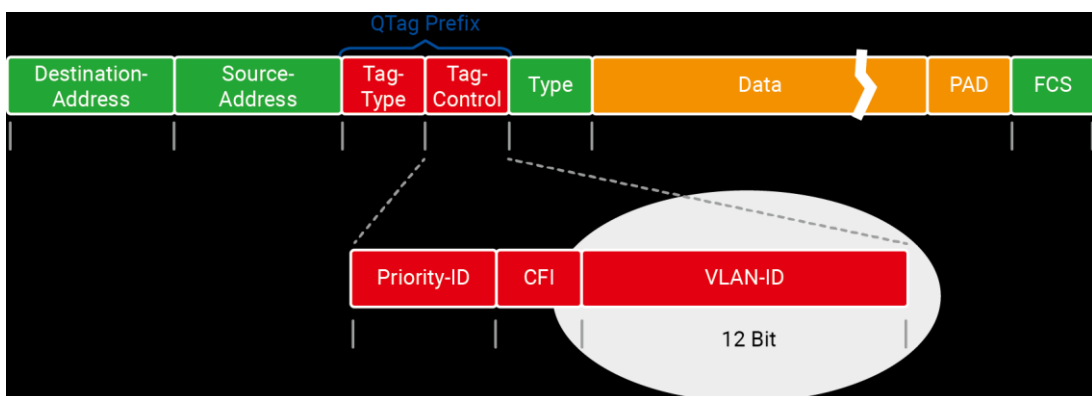 QTag Prefix
Destination-
Address
Source-
Address
Tag-
Type
Tag-
Control
Type
Data
PAD
FCS
Priority-ID
CFI
VLAN-ID
12 Bit